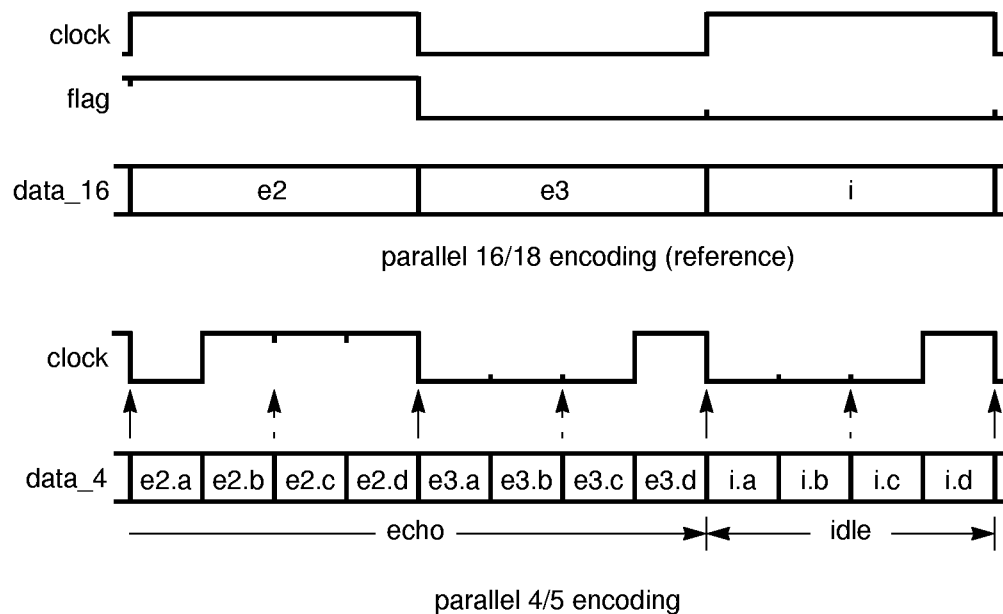 clock
flag
data_16 e2 e3 i
parallel 16/18 encoding (reference)
clock
data_4 e2.a e2.b e2.c e2.d e3.a e3.b e3.c e3.d i.a i.b i.c i.d
echo idle
parallel 4/5 encoding